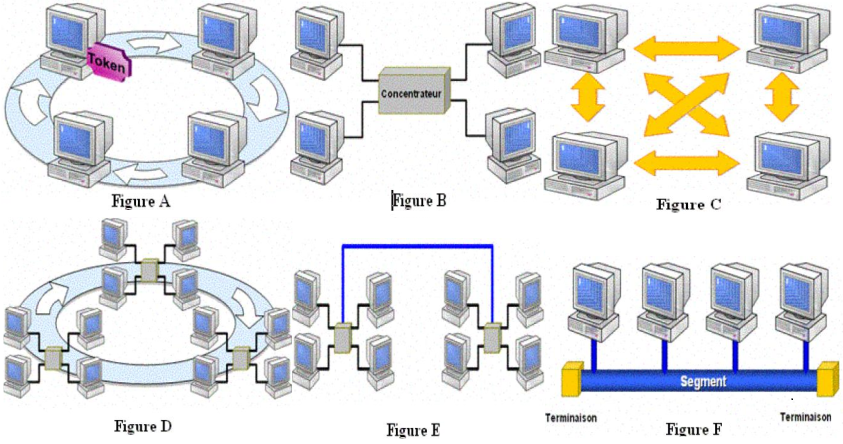 Token
Concentrateur
Figure A
Figure B
Figure C
Segment
Terminaison
Terminaison
Figure D
Figure E
Figure F